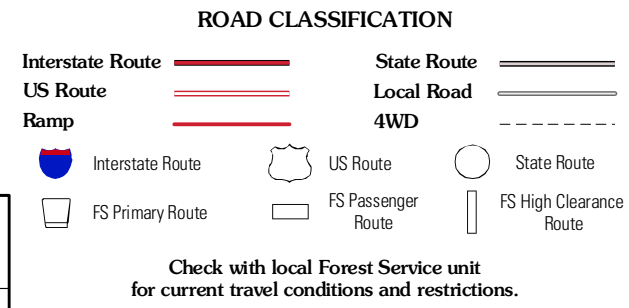 ROAD CLASSIFICATION
Interstate Route
State Route
US Route
Local Road
Ramp
4WD
Interstate Route
US Route
State Route
FS Primary Route
FS Passenger
Route
FS High Clearance
Route
Check with local Forest Service unit
for current travel conditions and restrictions.